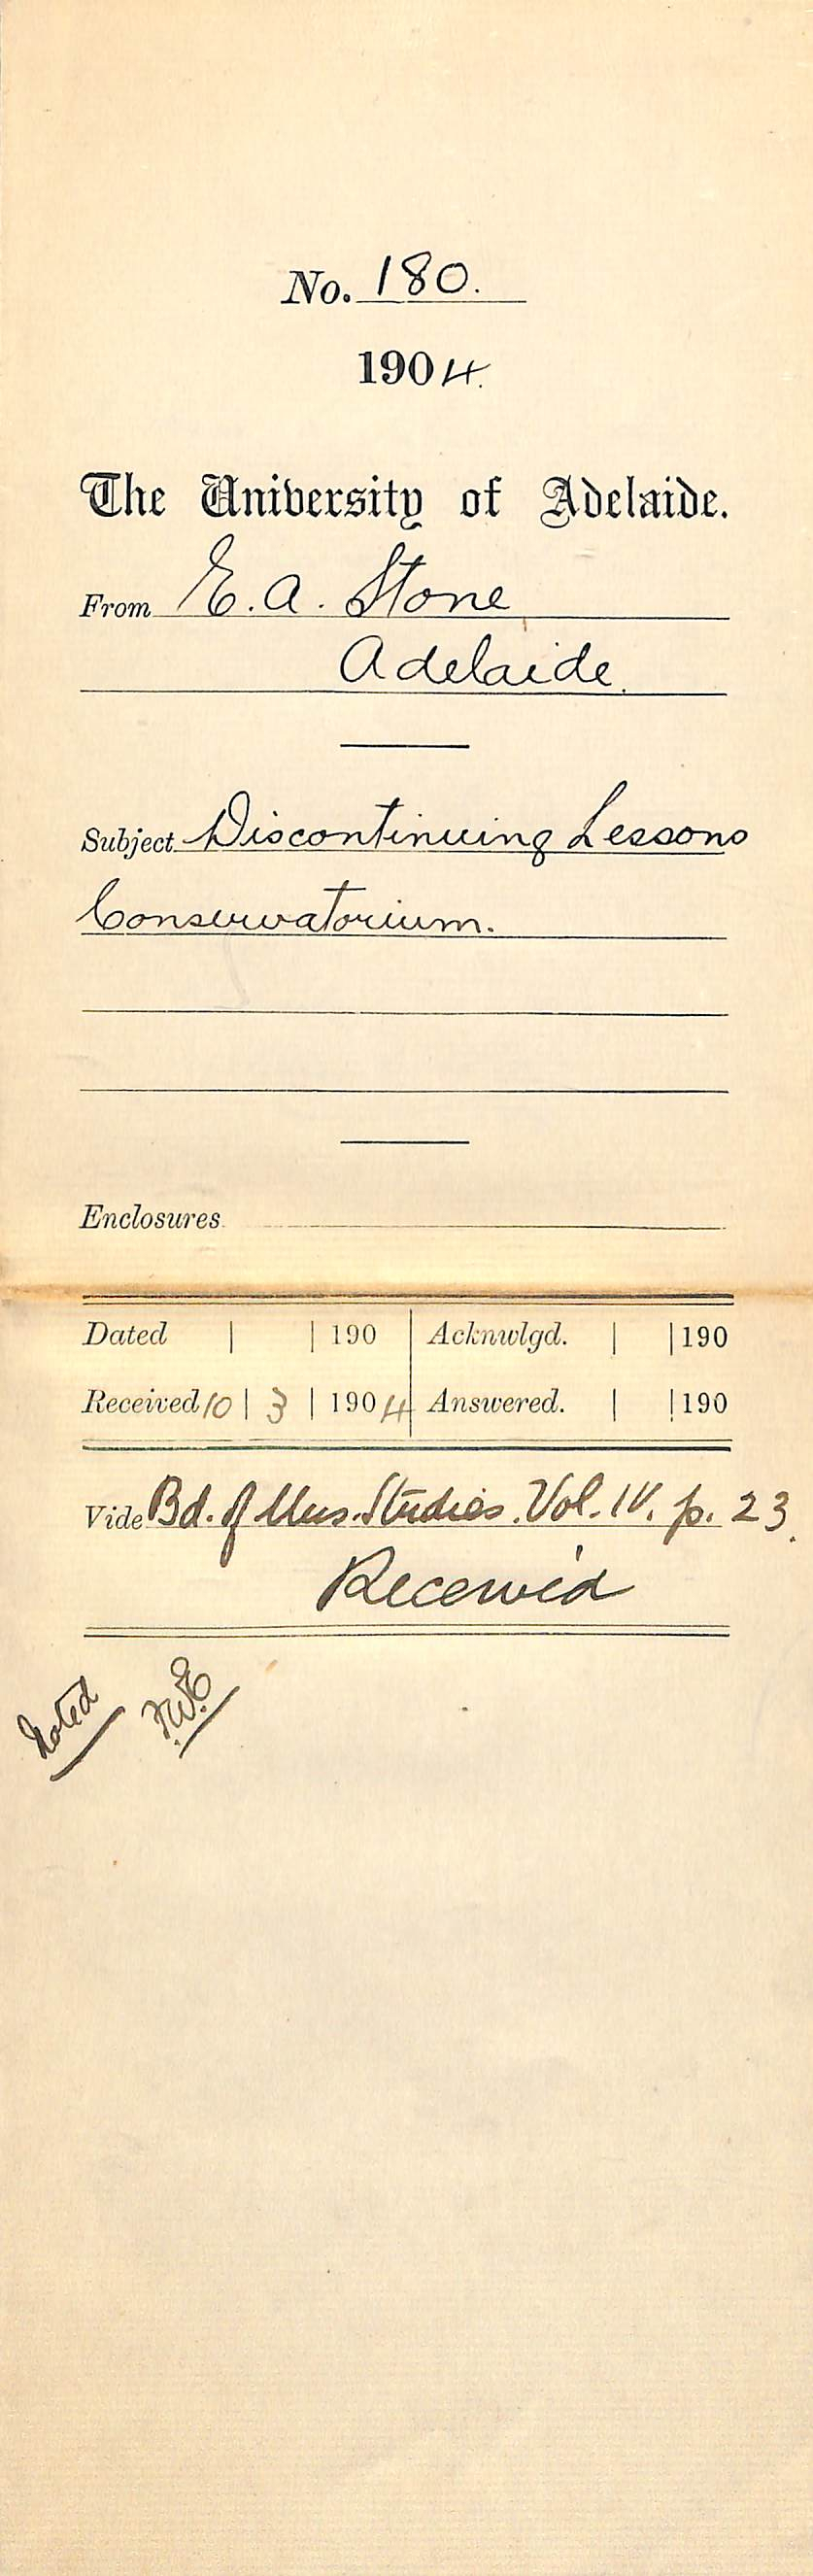 No. 180.
1904.
The University of Adelaide.
From E. A. Stone
Adelaide.
Subject Discontinuing Lessons
Conservatorium.
Enclosures
Dated | | 190 | Acknwlgd. | | 190
Received 10 | 3 | 1904 | Answered. | | 190
Vide Bd. of Mus. Studies. Vol. IV. p. 23.
Received
Noted